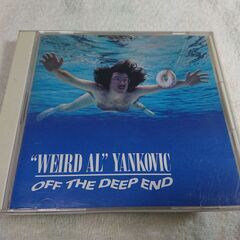 “WEIRD AL” YANKOVIC
OFF THE DEEP END